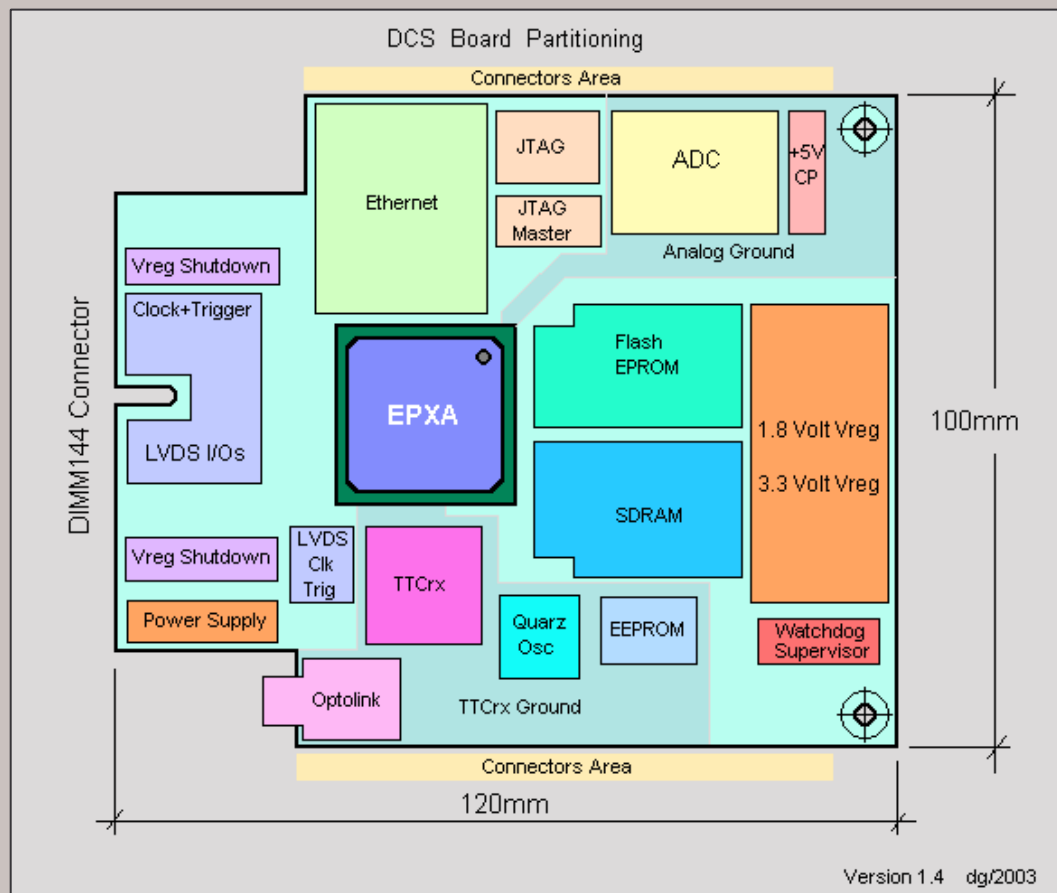 DCS Board Partitioning
Connectors Area
Ethernet
JTAG
JTAG
Master
ADC
+5V
CP
Analog Ground
Vreg Shutdown
Clock+Trigger
LVDS I/Os
DIMM144 Connector
EPXA
Flash
EPROM
SDRAM
1.8 Volt Vreg
3.3 Volt Vreg
100mm
Vreg Shutdown
Power Supply
LVDS
Clk
Trig
TTCrx
Quarz
Osc
EEPROM
Watchdog
Supervisor
Optolink
TTCrx Ground
Connectors Area
120mm
Version 1.4 dg/2003